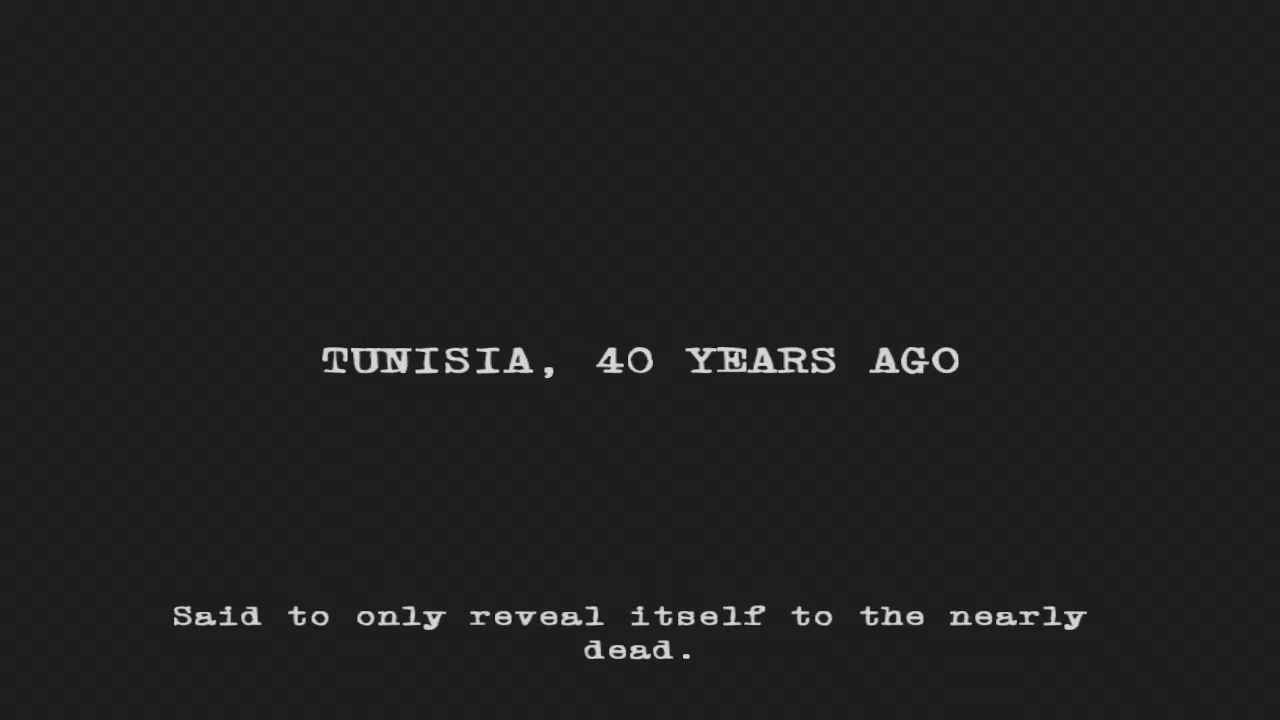 TUNISIA, 40 YEARS AGO
Said to only reveal itself to the nearly
dead.